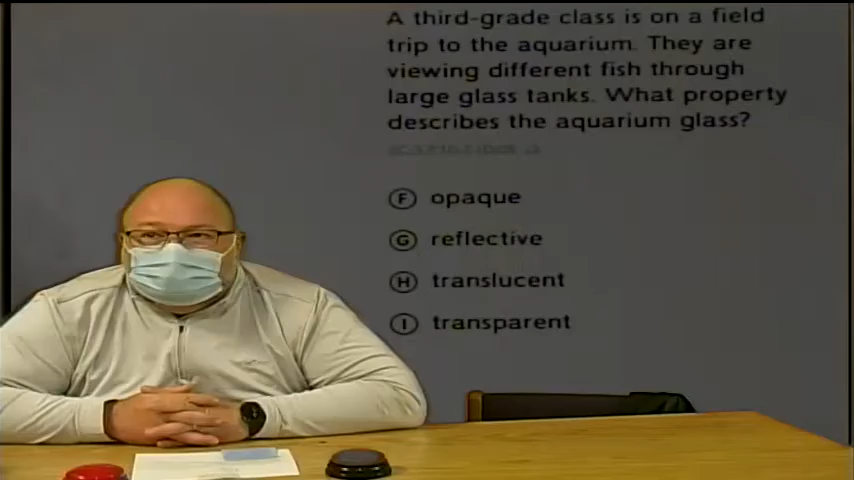 A third-grade class is on a field
trip to the aquarium. They are
viewing different fish through
large glass tanks. What property
describes the aquarium glass?
F opaque
G reflective
H translucent
I transparent